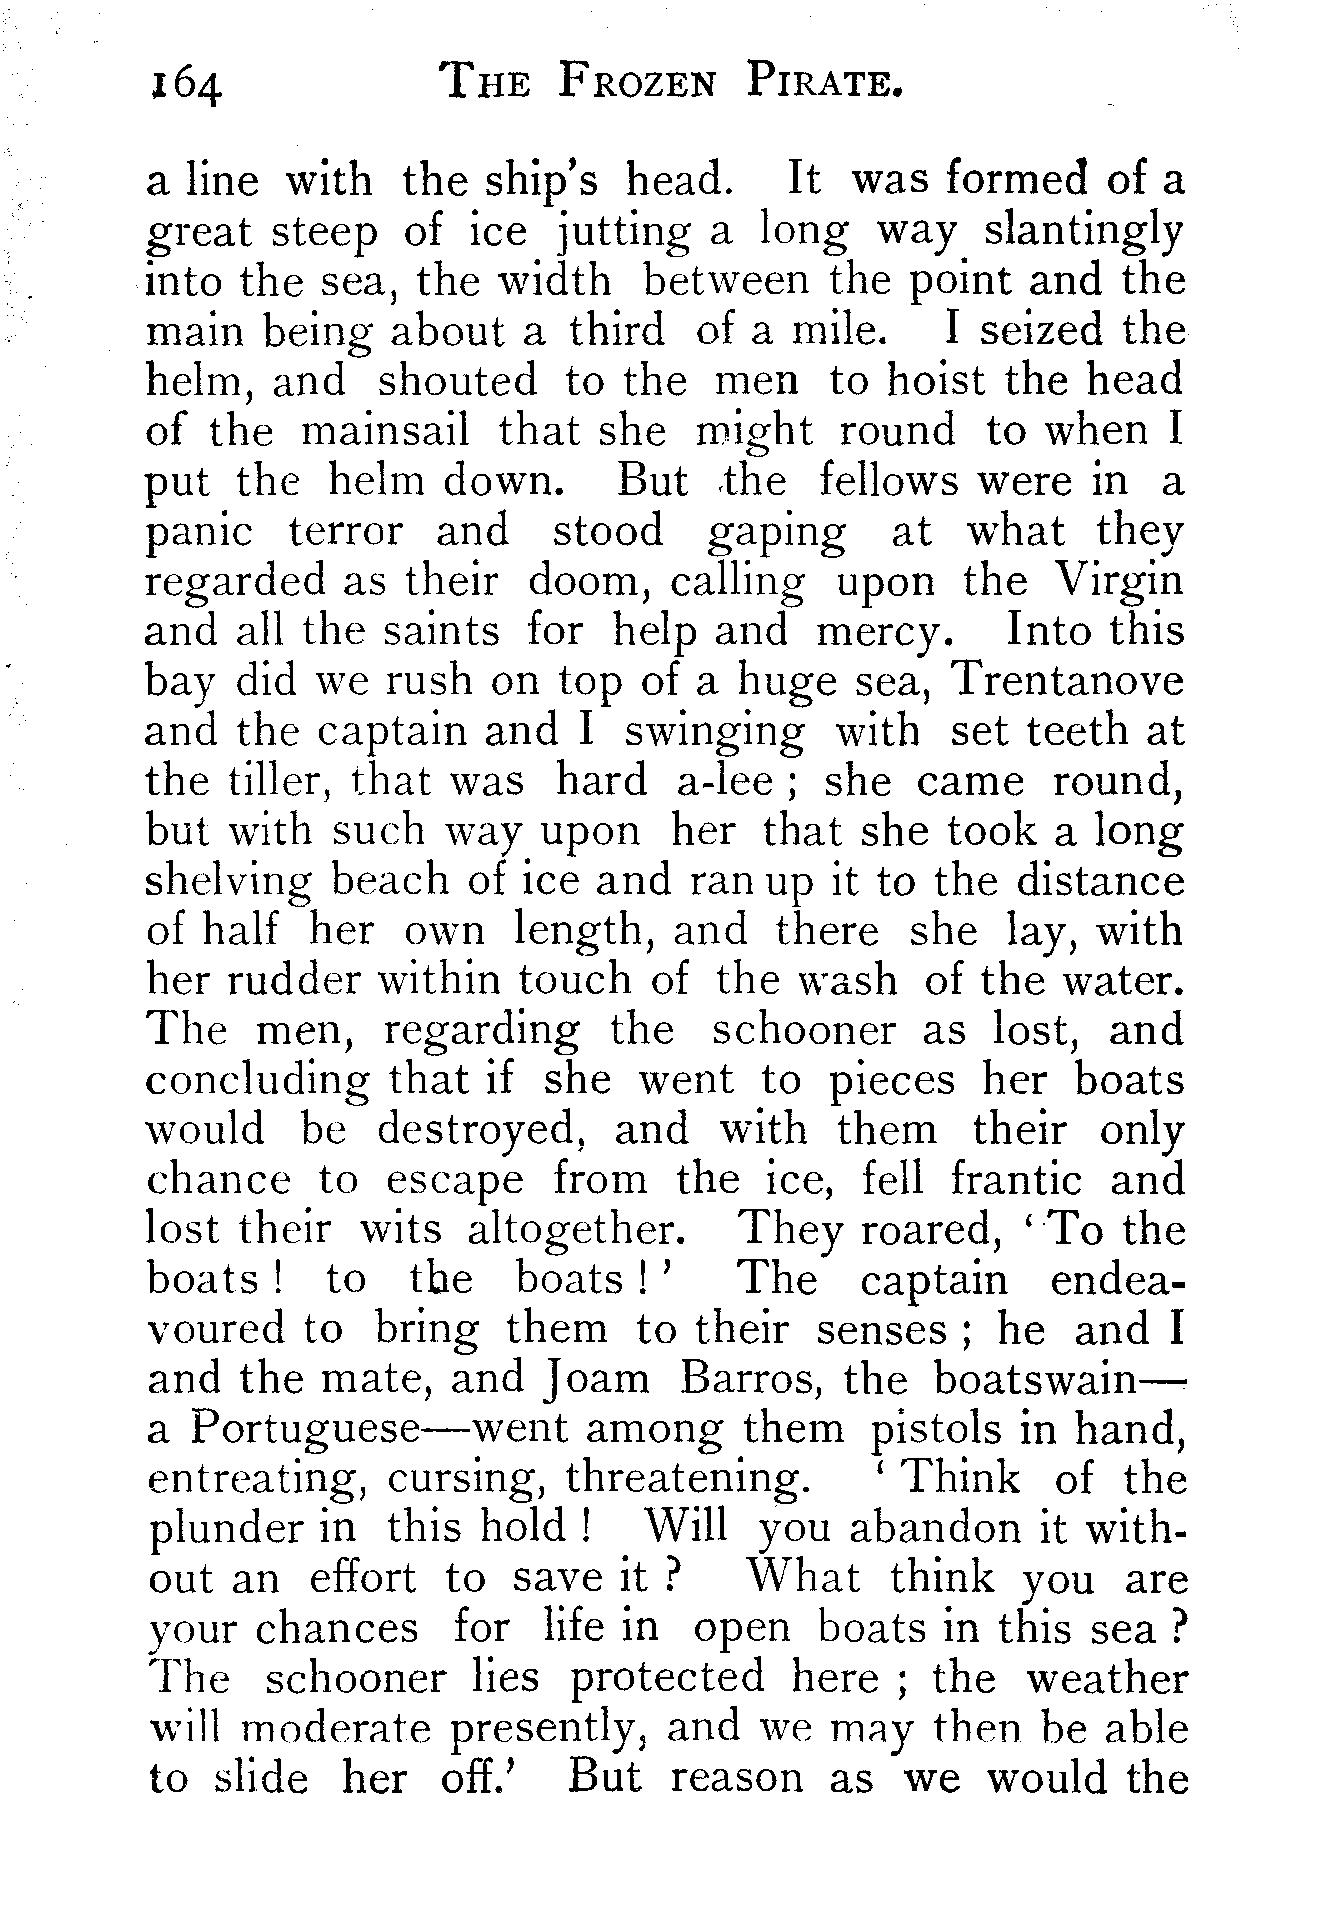 164 THE FROZEN PIRATE.
a line with the ship's head. It was formed of a
great steep of ice jutting a long way slantingly
into the sea, the width between the point and the
main being about a third of a mile. I seized the
helm, and shouted to the men to hoist the head
of the mainsail that she might round to when I
put the helm down. But the fellows were in a
panic terror and stood gaping at what they
regarded as their doom, calling upon the Virgin
and all the saints for help and mercy. Into this
bay did we rush on top of a huge sea, Trentanove
and the captain and I swinging with set teeth at
the tiller, that was hard a-lee ; she came round,
but with such way upon her that she took a long
shelving beach of ice and ran up it to the distance
of half her own length, and there she lay, with
her rudder within touch of the wash of the water.
The men, regarding the schooner as lost, and
concluding that if she went to pieces her boats
would be destroyed, and with them their only
chance to escape from the ice, fell frantic and
lost their wits altogether. They roared, ‘ To the
boats ! to the boats ! ’ The captain endea-
voured to bring them to their senses ; he and I
and the mate, and Joam Barros, the boatswain—
a Portuguese—went among them pistols in hand,
entreating, cursing, threatening. ‘ Think of the
plunder in this hold ! Will you abandon it with-
out an effort to save it ? What think you are
your chances for life in open boats in this sea ?
The schooner lies protected here ; the weather
will moderate presently, and we may then be able
to slide her off.’ But reason as we would the